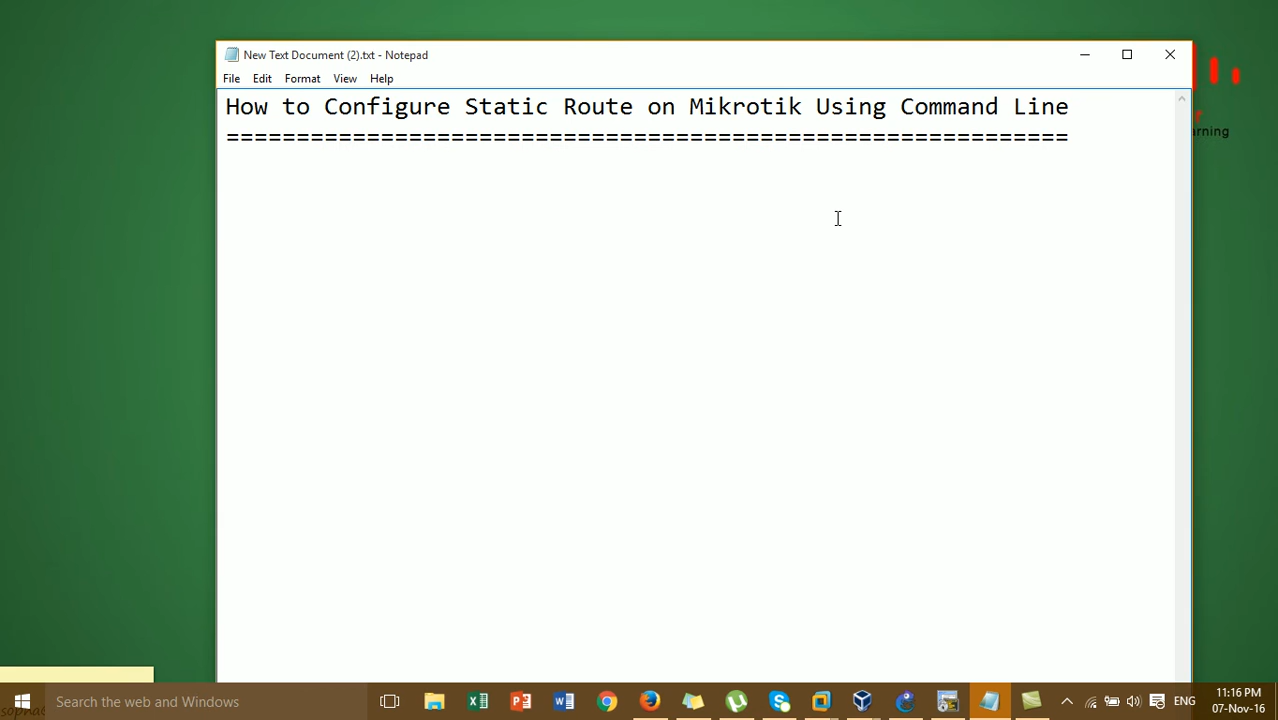 New Text Document (2).txt - Notepad
File Edit Format View Help
How to Configure Static Route on Mikrotik Using Command Line
============================================================
arning
Search the web and Windows
ENG
11:16 PM
07-Nov-16